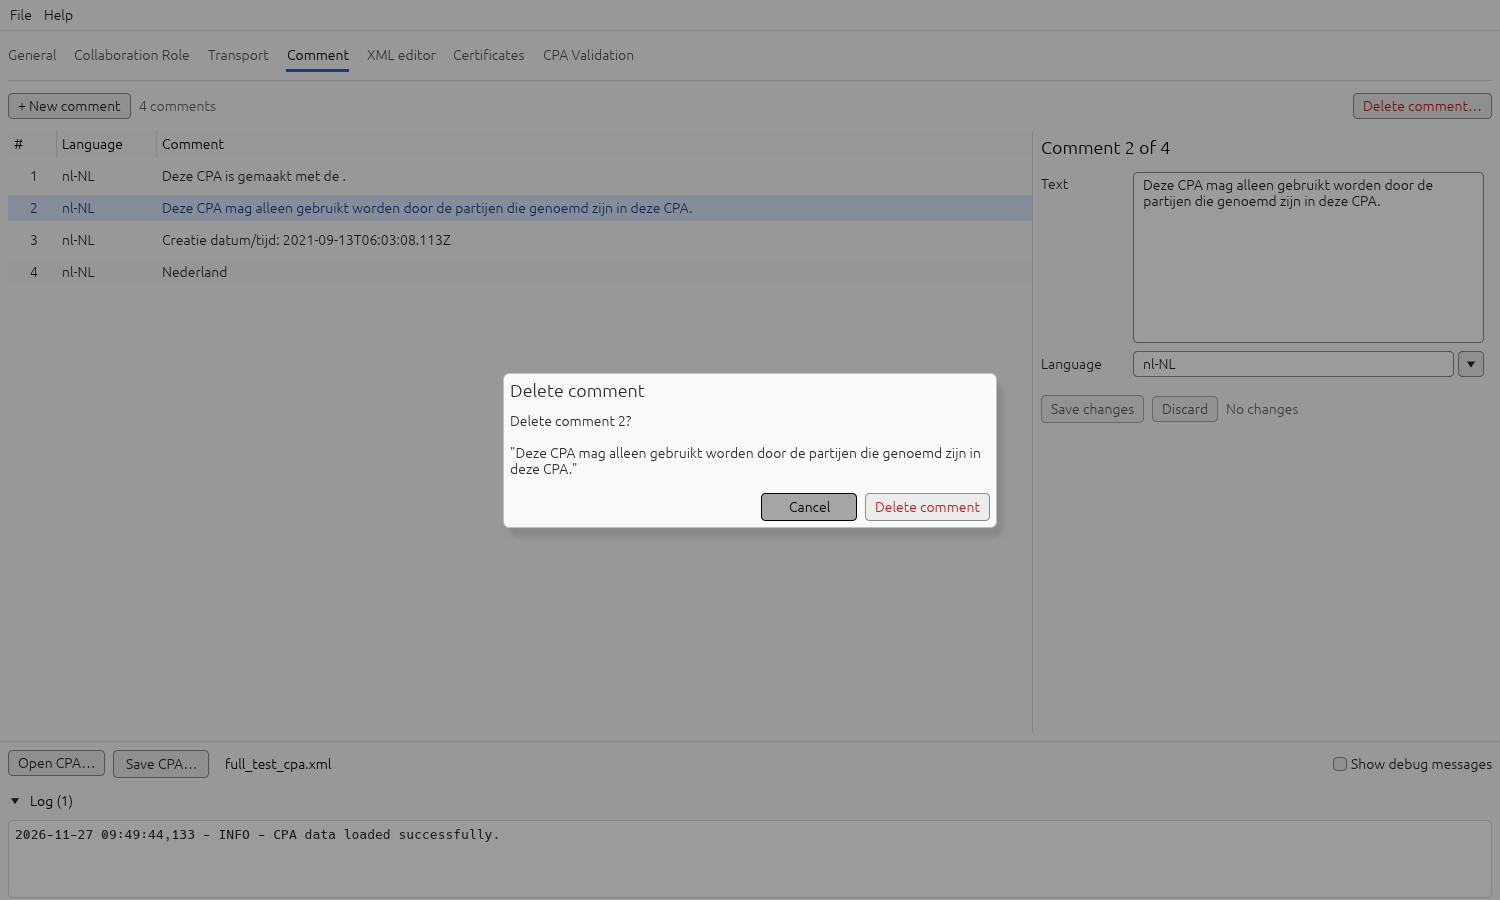 File Help
General Collaboration Role Transport Comment XML editor Certificates CPA Validation
+ New comment 4 comments Delete comment…
# Language Comment
1 nl-NL Deze CPA is gemaakt met de .
2 nl-NL Deze CPA mag alleen gebruikt worden door de partijen die genoemd zijn in deze CPA.
3 nl-NL Creatie datum/tijd: 2021-09-13T06:03:08.113Z
4 nl-NL Nederland
Comment 2 of 4
Text Deze CPA mag alleen gebruikt worden door de
partijen die genoemd zijn in deze CPA.
Language nl-NL
Save changes Discard No changes
Delete comment
Delete comment 2?
"Deze CPA mag alleen gebruikt worden door de partijen die genoemd zijn in
deze CPA."
Cancel Delete comment
Open CPA… Save CPA… full_test_cpa.xml Show debug messages
Log (1)
2026-11-27 09:49:44,133 - INFO - CPA data loaded successfully.